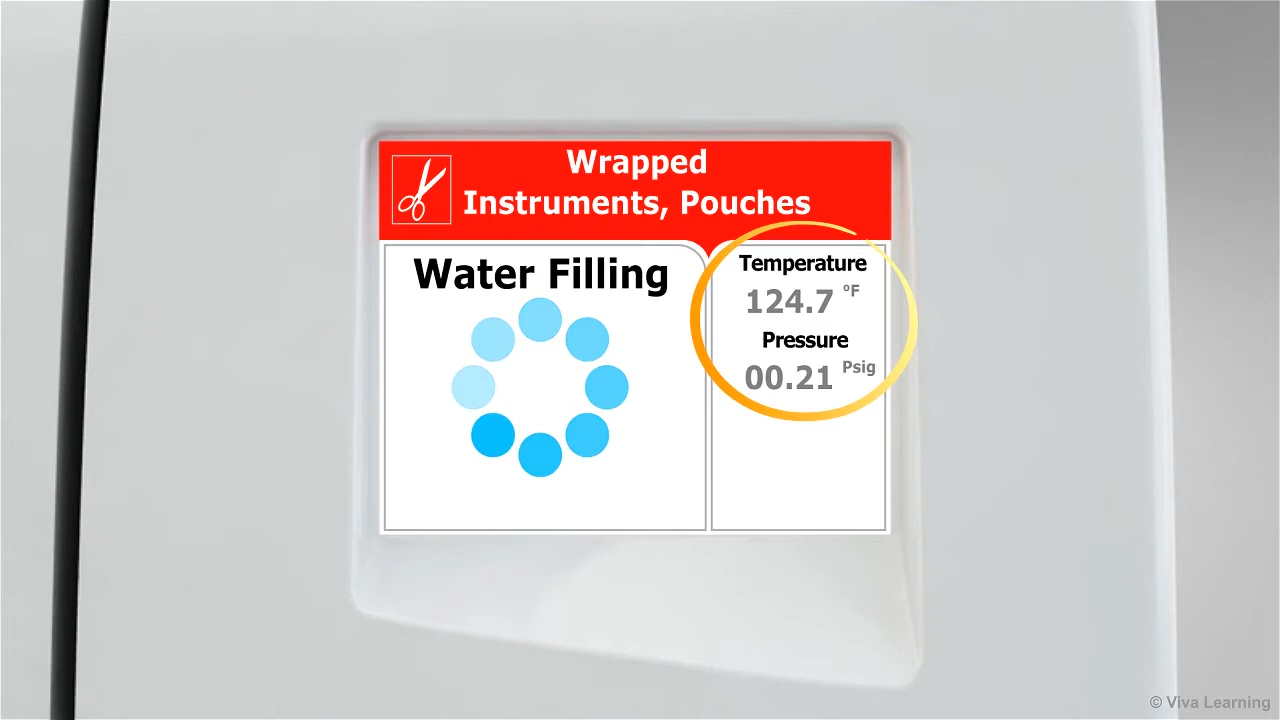 Wrapped
Instruments, Pouches
Water Filling
Temperature
124.7 °F
Pressure
00.21 Psig
© Viva Learning